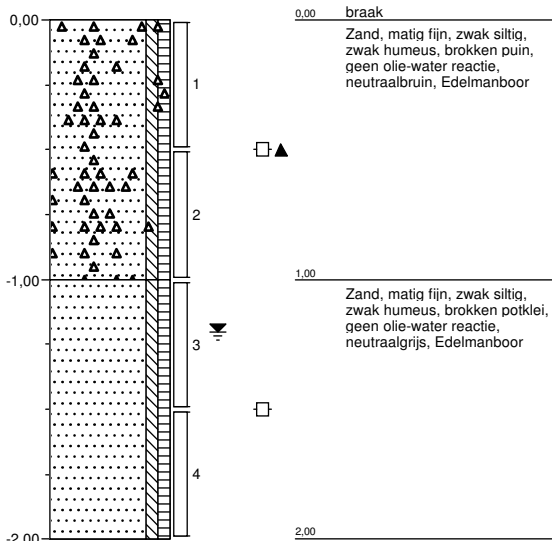 0,00
braak
Zand, matig fijn, zwak siltig,
zwak humeus, brokken puin,
geen olie-water reactie,
neutraalbruin, Edelmanboor
1
2
-1,00
1,00
Zand, matig fijn, zwak siltig,
zwak humeus, brokken potklei,
geen olie-water reactie,
neutraalgrijs, Edelmanboor
3
4
-2,00
2,00